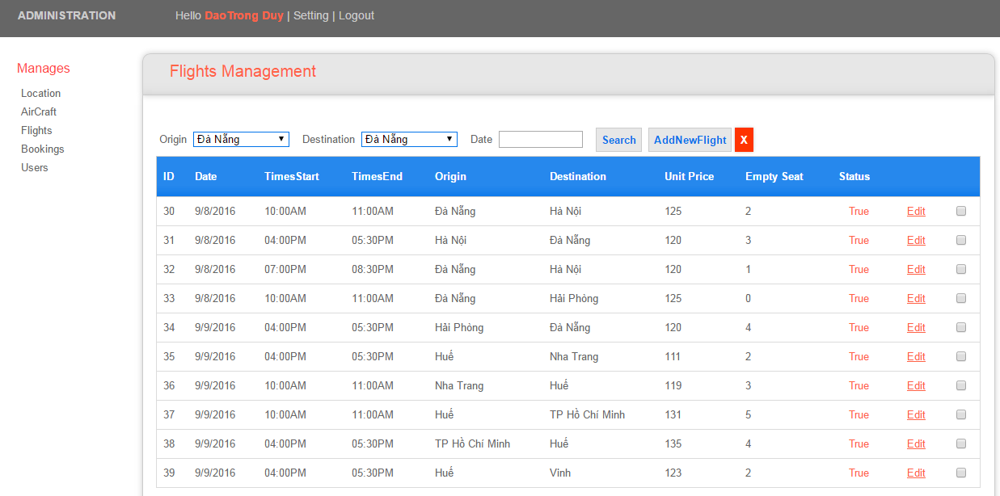 ADMINISTRATION Hello DaoTrong Duy | Setting | Logout
Manages
Location
AirCraft
Flights
Bookings
Users
Flights Management
Origin Đà Nẵng Destination Đà Nẵng Date Search AddNewFlight X
ID Date TimesStart TimesEnd Origin Destination Unit Price Empty Seat Status
30 9/8/2016 10:00AM 11:00AM Đà Nẵng Hà Nội 125 2 True Edit
31 9/8/2016 04:00PM 05:30PM Hà Nội Đà Nẵng 120 3 True Edit
32 9/8/2016 07:00PM 08:30PM Đà Nẵng Hà Nội 120 1 True Edit
33 9/8/2016 10:00AM 11:00AM Đà Nẵng Hải Phòng 125 0 True Edit
34 9/9/2016 04:00PM 05:30PM Hải Phòng Đà Nẵng 120 4 True Edit
35 9/9/2016 04:00PM 05:30PM Huế Nha Trang 111 2 True Edit
36 9/9/2016 10:00AM 11:00AM Nha Trang Huế 119 3 True Edit
37 9/9/2016 10:00AM 11:00AM Huế TP Hồ Chí Minh 131 5 True Edit
38 9/9/2016 04:00PM 05:30PM TP Hồ Chí Minh Huế 135 4 True Edit
39 9/9/2016 04:00PM 05:30PM Huế Vinh 123 2 True Edit